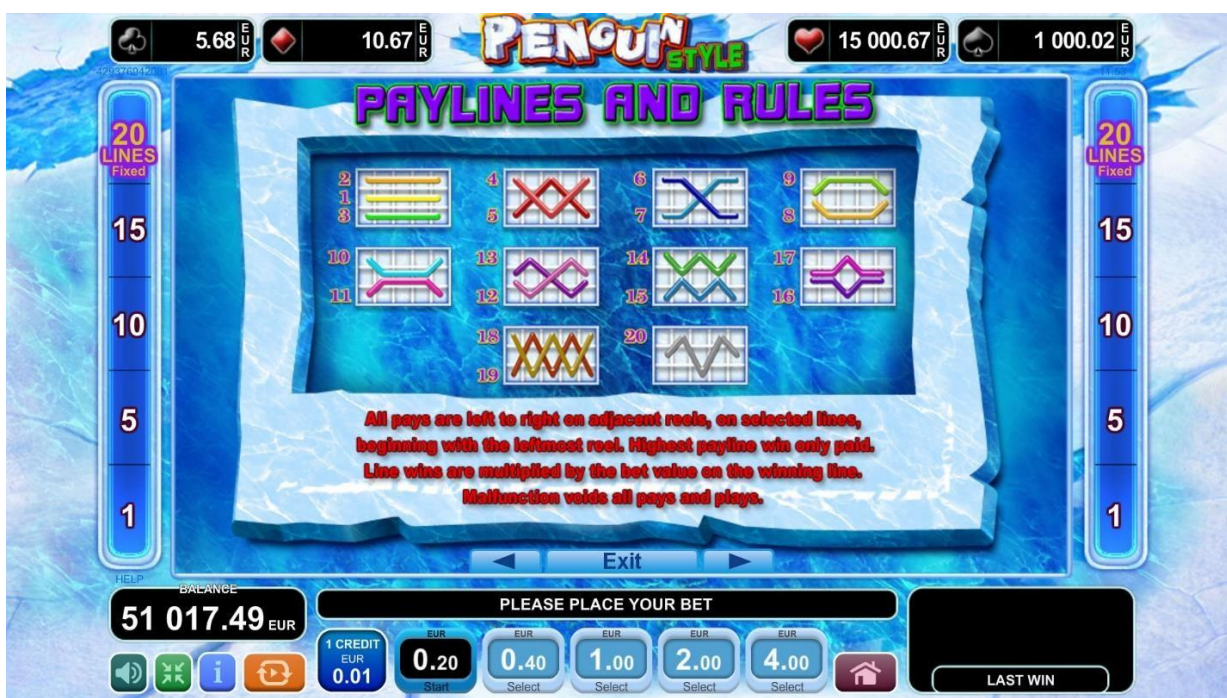 5.68 EUR
10.67 EUR
PENGUIN
STYLE
15 000.67 EUR
1 000.02 EUR
PAYLINES AND RULES
20
LINES
Fixed
15
10
5
1
20
LINES
Fixed
15
10
5
1
2
1
3
4
5
6
7
9
8
10
11
13
12
14
15
17
16
18
19
20
All pays are left to right on adjacent reels, on selected lines,
beginning with the leftmost reel. Highest payline win only paid.
Line wins are multiplied by the bet value on the winning line.
Malfunction voids all pays and plays.
Exit
HELP
BALANCE
51 017.49 EUR
PLEASE PLACE YOUR BET
1 CREDIT
EUR
0.01
EUR
0.20
Start
EUR
0.40
Select
EUR
1.00
Select
EUR
2.00
Select
EUR
4.00
Select
i
LAST WIN